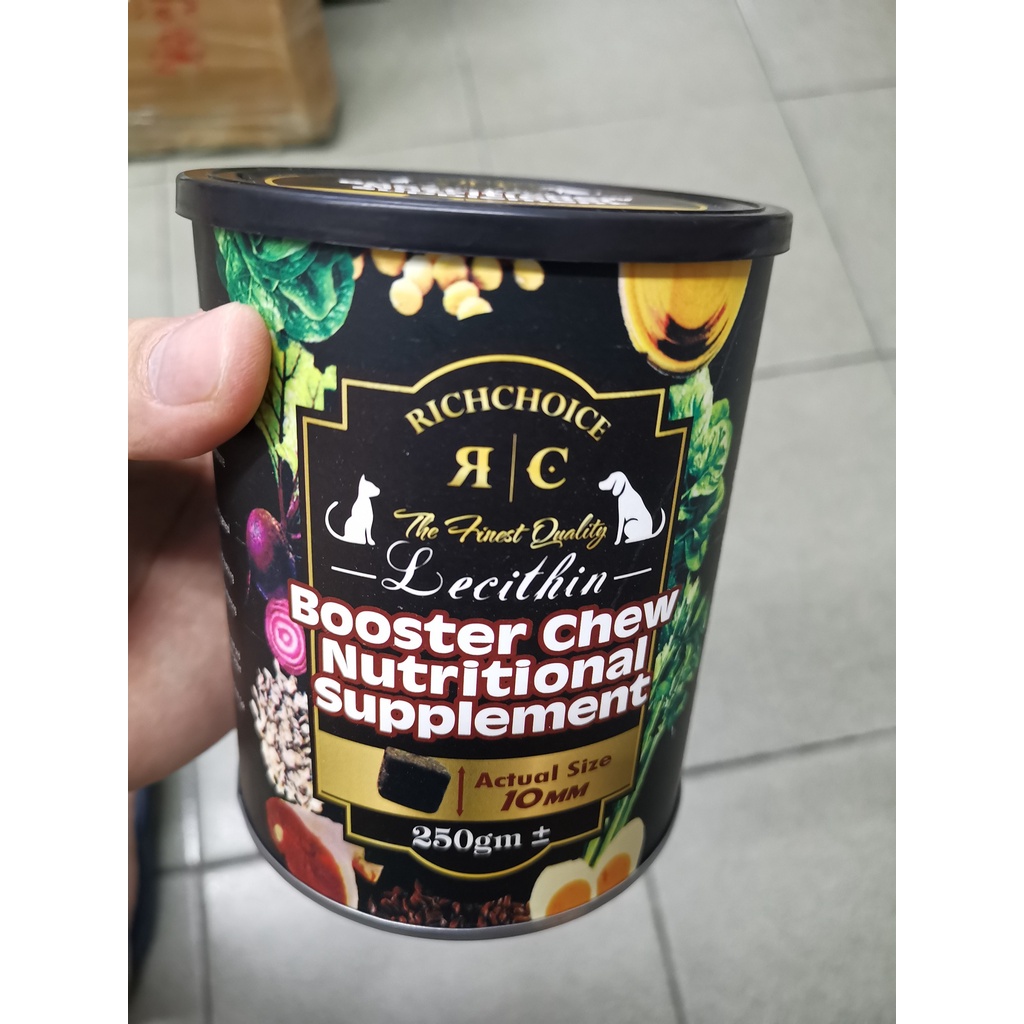 RICHCHOICE
R C
The Finest Quality
Lecithin
Booster Chew
Nutritional
Supplement
Actual Size
10MM
250gm ±